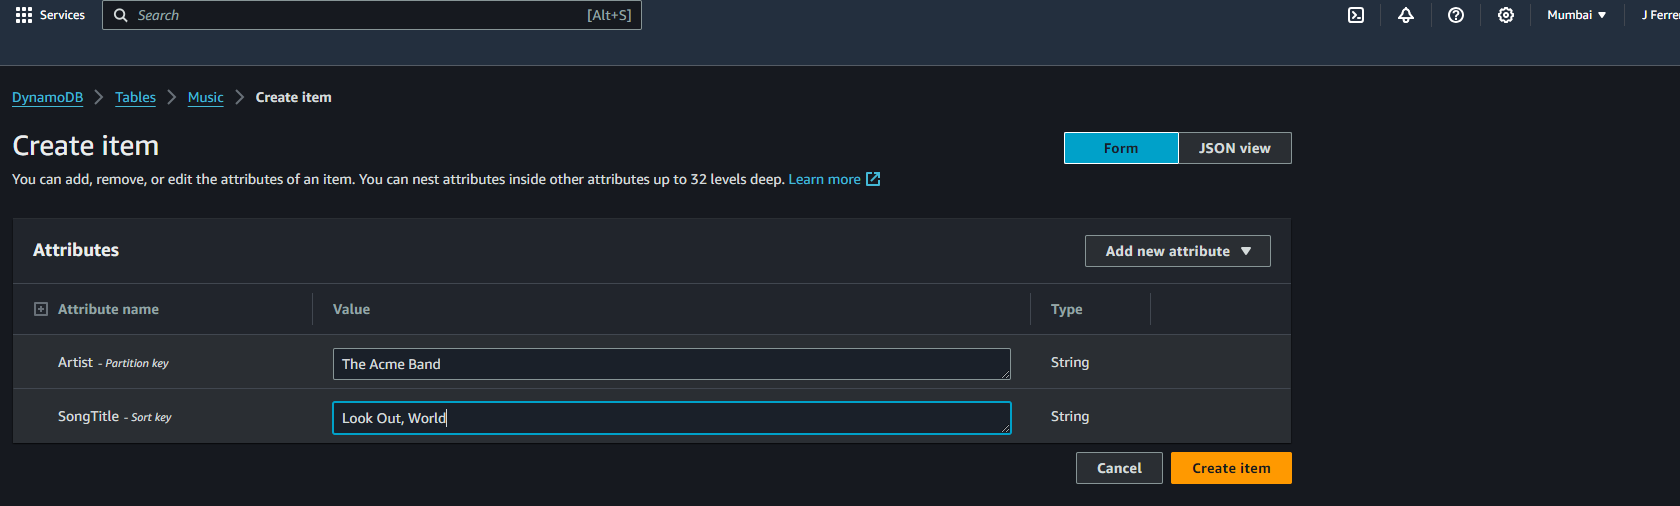 Services Search [Alt+S] Mumbai J Ferre
DynamoDB Tables Music Create item
Create item
Form JSON view
You can add, remove, or edit the attributes of an item. You can nest attributes inside other attributes up to 32 levels deep. Learn more
Attributes
Add new attribute
Attribute name Value Type
Artist - Partition key The Acme Band String
SongTitle - Sort key Look Out, World String
Cancel Create item